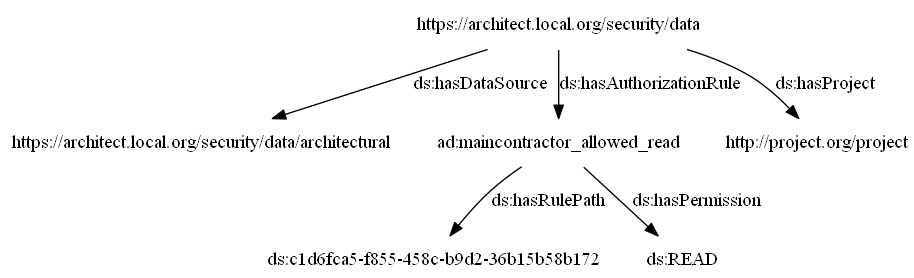 https://architect.local.org/security/data
ds:hasDataSource
ds:hasAuthorizationRule
ds:hasProject
https://architect.local.org/security/data/architectural
ad:maincontractor_allowed_read
http://project.org/project
ds:hasRulePath
ds:hasPermission
ds:c1d6fca5-f855-458c-b9d2-36b15b58b172
ds:READ